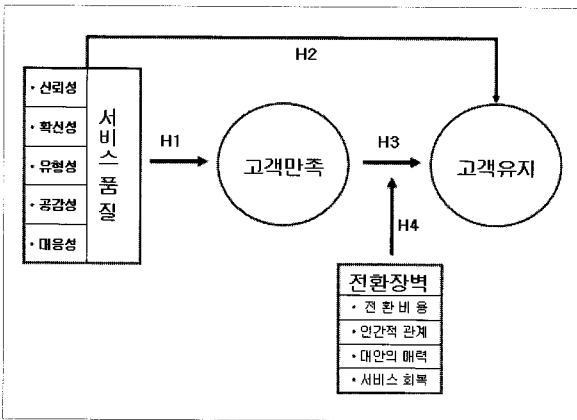 H2
· 신뢰성
· 확신성
· 유형성
· 공감성
· 대응성
서비스품질
H1
고객만족
H3
고객유지
H4
전환장벽
· 전환비용
· 인간적 관계
· 대안의 매력
· 서비스 회복